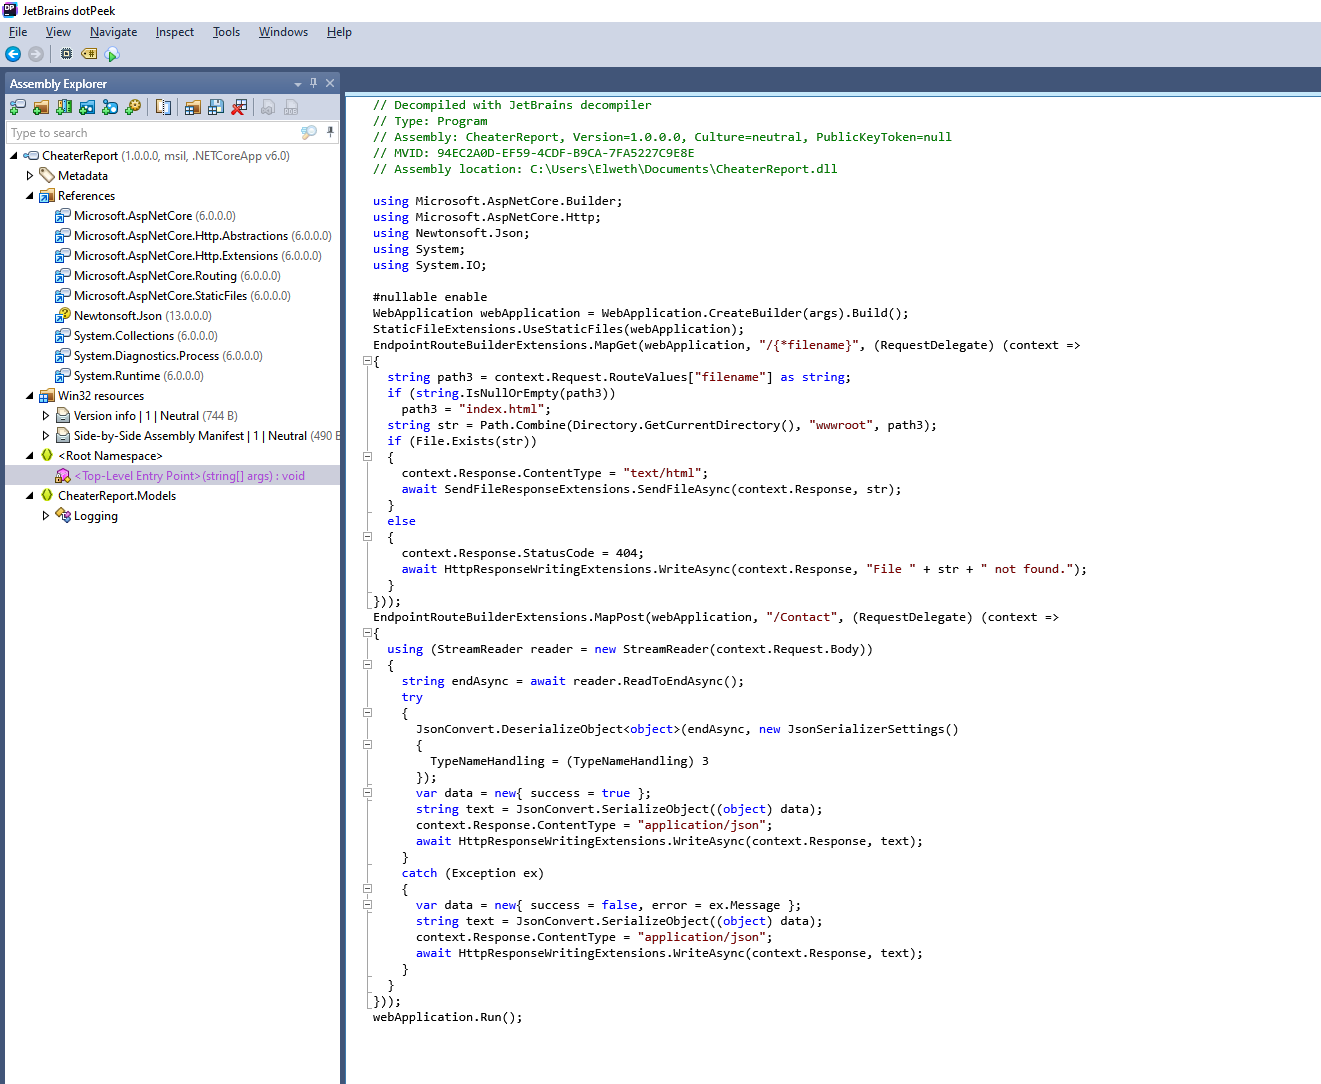 JetBrains dotPeek
File View Navigate Inspect Tools Windows Help
Assembly Explorer
Type to search
CheaterReport (1.0.0.0, msil, .NETCoreApp v6.0)
Metadata
References
Microsoft.AspNetCore (6.0.0.0)
Microsoft.AspNetCore.Http.Abstractions (6.0.0.0)
Microsoft.AspNetCore.Http.Extensions (6.0.0.0)
Microsoft.AspNetCore.Routing (6.0.0.0)
Microsoft.AspNetCore.StaticFiles (6.0.0.0)
Newtonsoft.Json (13.0.0.0)
System.Collections (6.0.0.0)
System.Diagnostics.Process (6.0.0.0)
System.Runtime (6.0.0.0)
Win32 resources
Version info | 1 | Neutral (744 B)
Side-by-Side Assembly Manifest | 1 | Neutral (490 B
<Root Namespace>
<Top-Level Entry Point>(string[] args) : void
CheaterReport.Models
Logging
// Decompiled with JetBrains decompiler
// Type: Program
// Assembly: CheaterReport, Version=1.0.0.0, Culture=neutral, PublicKeyToken=null
// MVID: 94EC2A0D-EF59-4CDF-B9CA-7FA5227C9E8E
// Assembly location: C:\Users\Elweth\Documents\CheaterReport.dll
using Microsoft.AspNetCore.Builder;
using Microsoft.AspNetCore.Http;
using Newtonsoft.Json;
using System;
using System.IO;
#nullable enable
WebApplication webApplication = WebApplication.CreateBuilder(args).Build();
StaticFileExtensions.UseStaticFiles(webApplication);
EndpointRouteBuilderExtensions.MapGet(webApplication, "/{*filename}", (RequestDelegate) (context =>
{
string path3 = context.Request.RouteValues["filename"] as string;
if (string.IsNullOrEmpty(path3))
path3 = "index.html";
string str = Path.Combine(Directory.GetCurrentDirectory(), "wwwroot", path3);
if (File.Exists(str))
{
context.Response.ContentType = "text/html";
await SendFileResponseExtensions.SendFileAsync(context.Response, str);
}
else
{
context.Response.StatusCode = 404;
await HttpResponseWritingExtensions.WriteAsync(context.Response, "File " + str + " not found.");
}
}));
EndpointRouteBuilderExtensions.MapPost(webApplication, "/Contact", (RequestDelegate) (context =>
{
using (StreamReader reader = new StreamReader(context.Request.Body))
{
string endAsync = await reader.ReadToEndAsync();
try
{
JsonConvert.DeserializeObject<object>(endAsync, new JsonSerializerSettings()
{
TypeNameHandling = (TypeNameHandling) 3
});
var data = new{ success = true };
string text = JsonConvert.SerializeObject((object) data);
context.Response.ContentType = "application/json";
await HttpResponseWritingExtensions.WriteAsync(context.Response, text);
}
catch (Exception ex)
{
var data = new{ success = false, error = ex.Message };
string text = JsonConvert.SerializeObject((object) data);
context.Response.ContentType = "application/json";
await HttpResponseWritingExtensions.WriteAsync(context.Response, text);
}
}
}));
webApplication.Run();